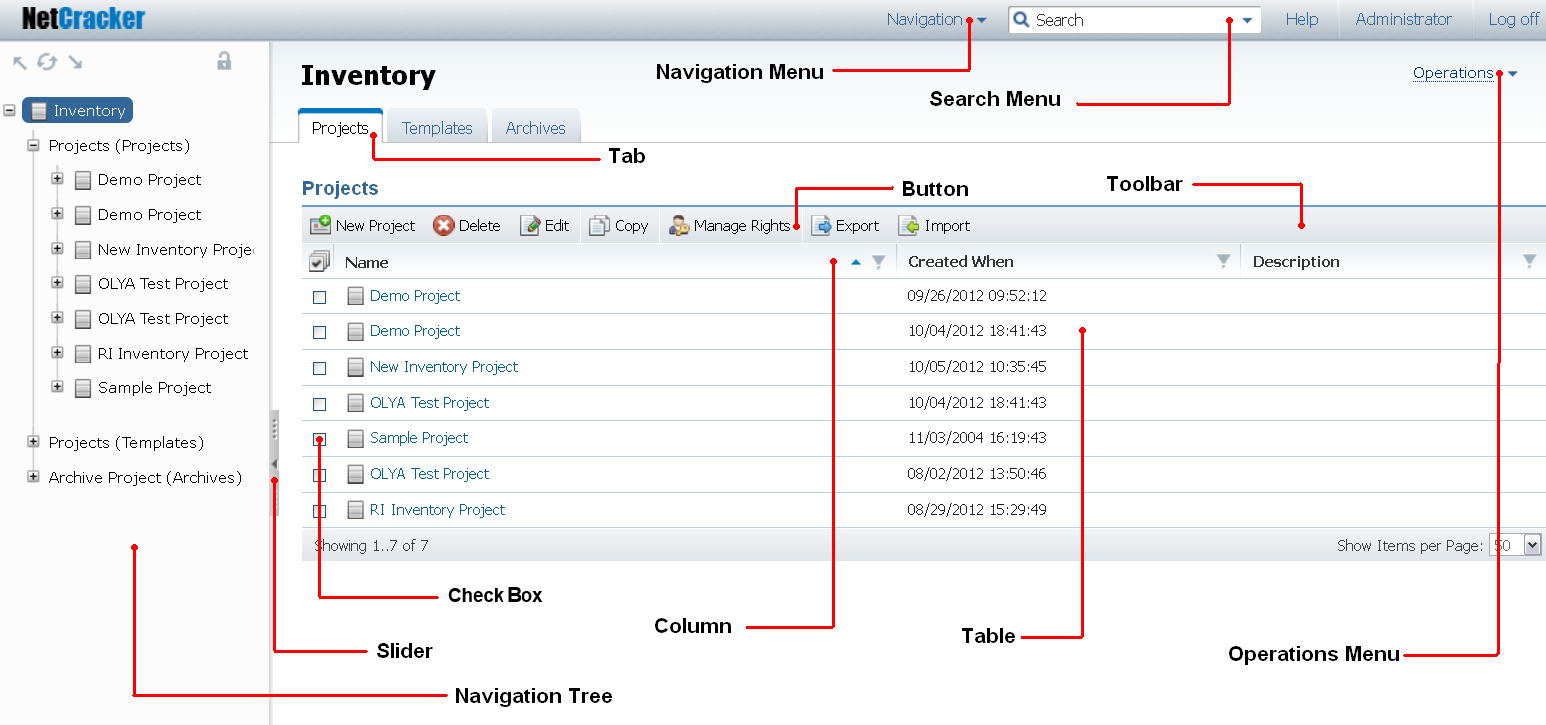 NetCracker
Navigation
Search
Help
Administrator
Log off
Inventory
Navigation Menu
Operations
Search Menu
Inventory
Projects
Templates
Archives
Projects (Projects)
Tab
Demo Project
Projects
Button
Toolbar
Demo Project
New Project
Delete
Edit
Copy
Manage Rights
Export
Import
New Inventory Proje
Name
Created When
Description
OLYA Test Project
Demo Project
09/26/2012 09:52:12
OLYA Test Project
Demo Project
10/04/2012 18:41:43
RI Inventory Project
New Inventory Project
10/05/2012 10:35:45
Sample Project
OLYA Test Project
10/04/2012 18:41:43
Projects (Templates)
Sample Project
11/03/2004 16:19:43
Archive Project (Archives)
OLYA Test Project
08/02/2012 13:50:46
RI Inventory Project
08/29/2012 15:29:49
Showing 1..7 of 7
Show Items per Page:
50
Check Box
Column
Table
Slider
Operations Menu
Navigation Tree